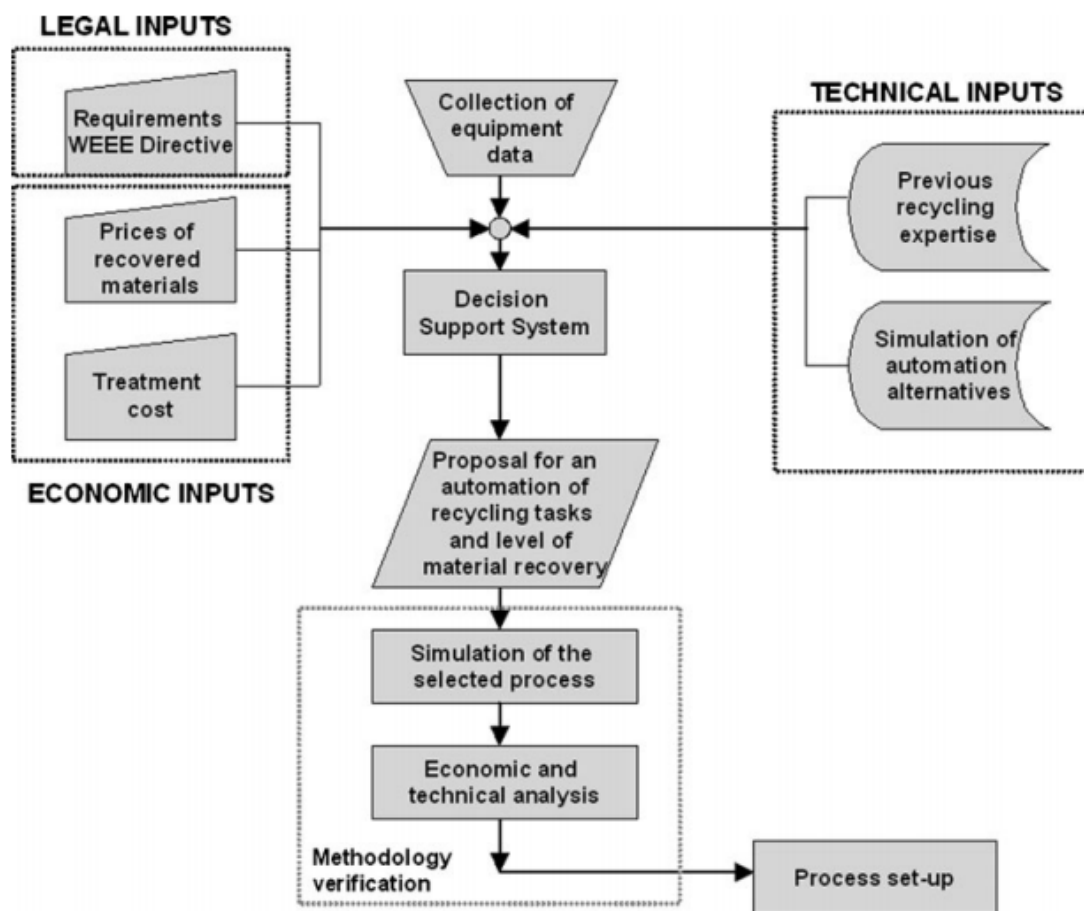 LEGAL INPUTS
Requirements
WEEE Directive
Prices of
recovered
materials
Treatment
cost
ECONOMIC INPUTS
Collection of
equipment
data
TECHNICAL INPUTS
Previous
recycling
expertise
Simulation of
automation
alternatives
Decision
Support System
Proposal for an
automation of
recycling tasks
and level of
material recovery
Simulation of the
selected process
Economic and
technical analysis
Methodology
verification
Process set-up